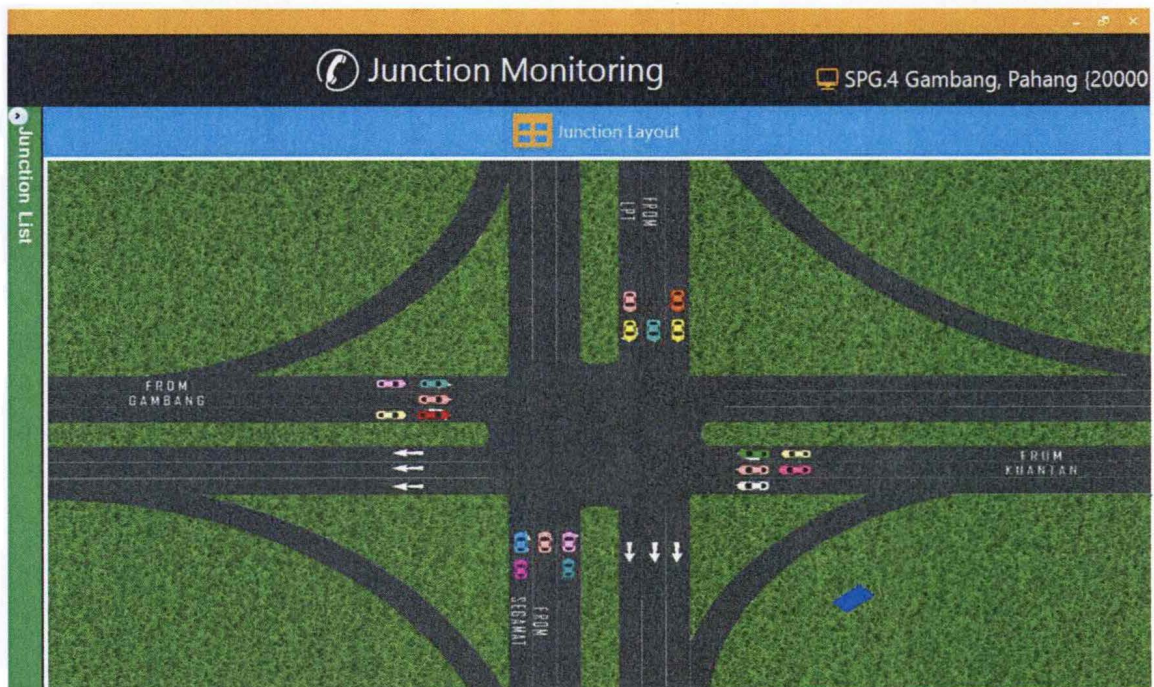 Junction Monitoring
SPG.4 Gambang, Pahang {20000
Junction Layout
Junction List
FROM
LPT
FROM
GAMBANG
FROM
KUANTAN
FROM
SEGAMAT